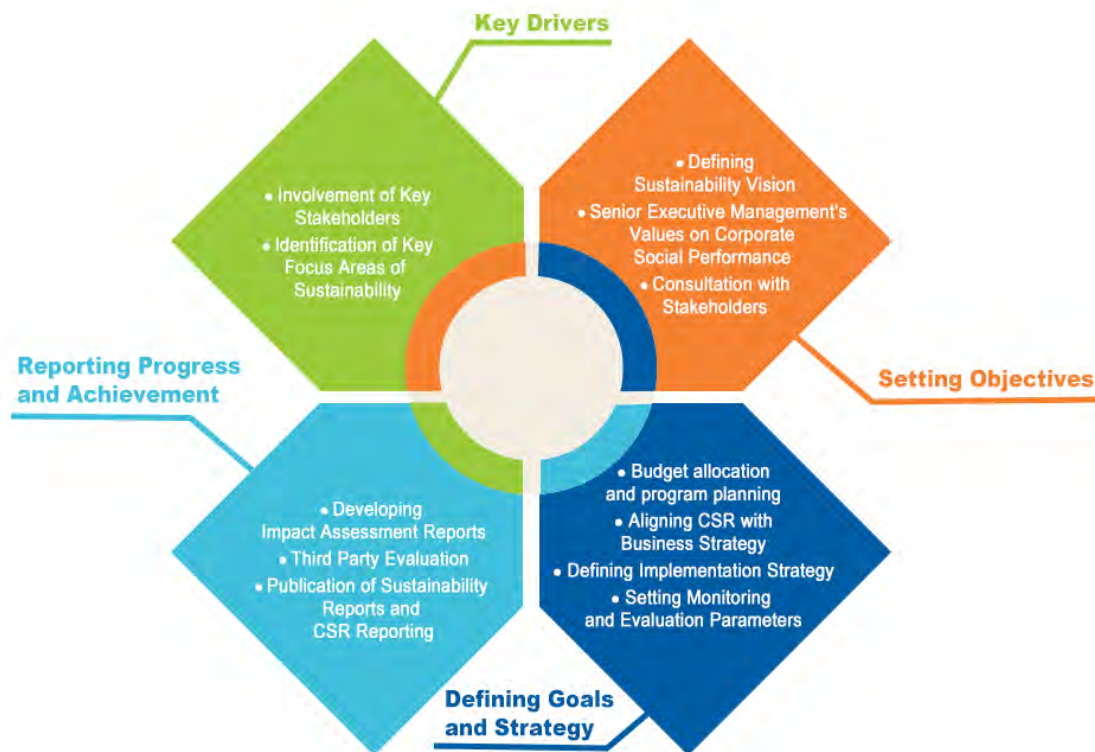 Key Drivers
• Involvement of Key
Stakeholders
• Identification of Key
Focus Areas of
Sustainability
• Defining
Sustainability Vision
• Senior Executive Management's
Values on Corporate
Social Performance
• Consultation with
Stakeholders
Setting Objectives
Reporting Progress
and Achievement
• Developing
Impact Assessment Reports
• Third Party Evaluation
• Publication of Sustainability
Reports and
CSR Reporting
• Budget allocation
and program planning
• Aligning CSR with
Business Strategy
• Defining Implementation Strategy
• Setting Monitoring
and Evaluation Parameters
Defining Goals
and Strategy